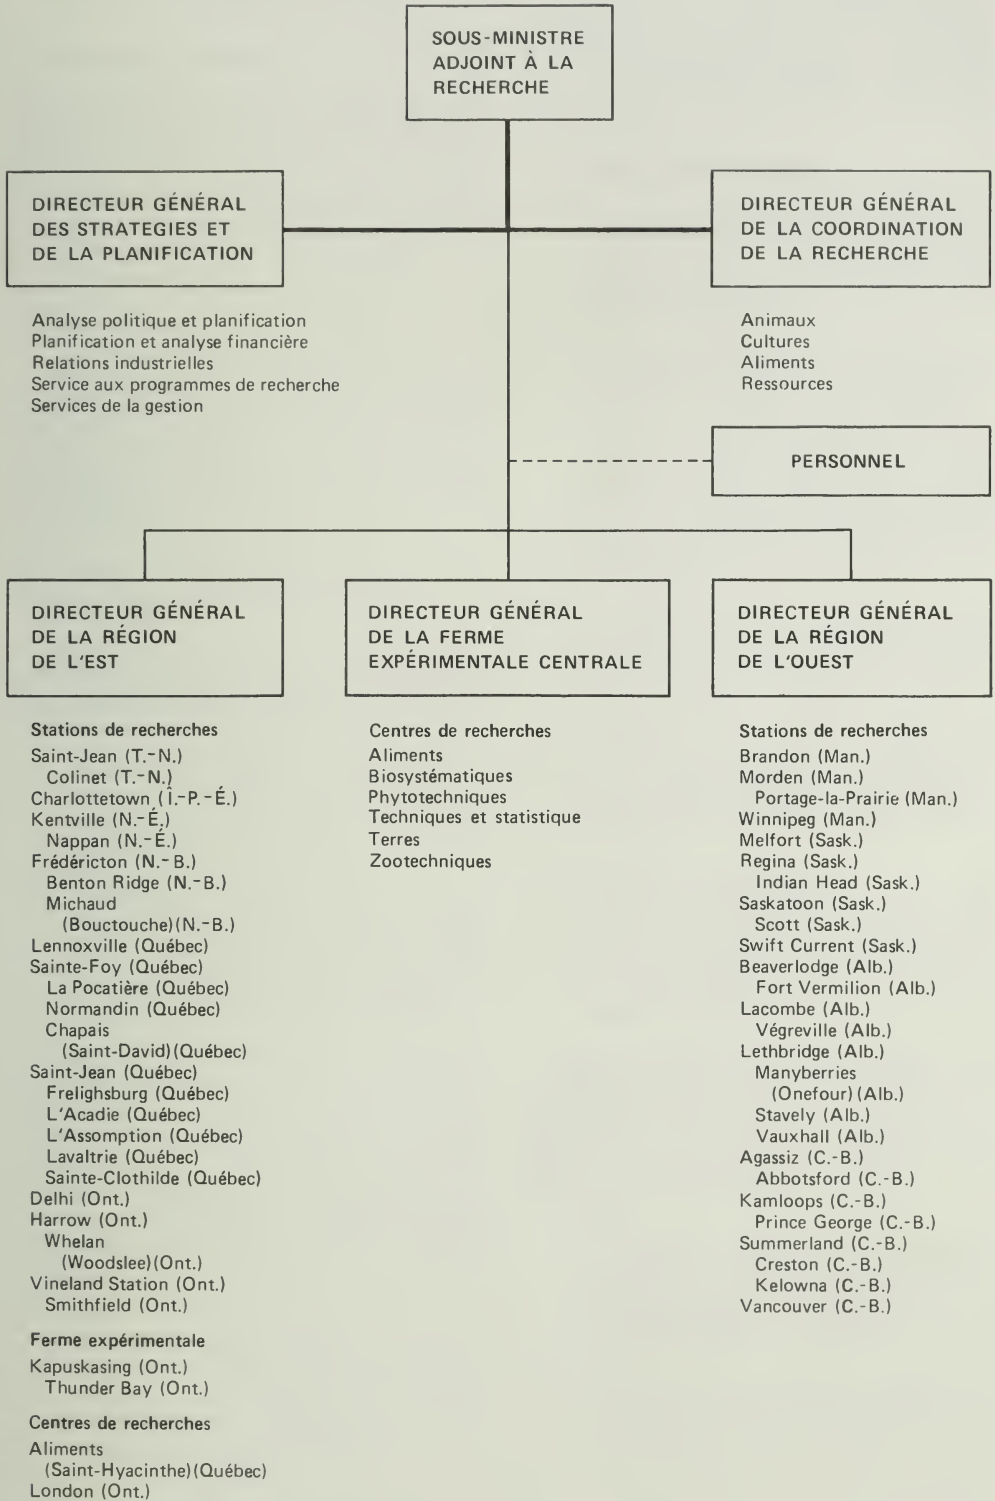 SOUS-MINISTRE
ADJOINT À LA
RECHERCHE
DIRECTEUR GÉNÉRAL
DES STRATEGIES ET
DE LA PLANIFICATION
Analyse politique et planification
Planification et analyse financière
Relations industrielles
Service aux programmes de recherche
Services de la gestion
DIRECTEUR GÉNÉRAL
DE LA COORDINATION
DE LA RECHERCHE
Animaux
Cultures
Aliments
Ressources
PERSONNEL
DIRECTEUR GÉNÉRAL
DE LA RÉGION
DE L'EST
Stations de recherches
Saint-Jean (T.-N.)
Colinet (T.-N.)
Charlottetown (Î.-P.-É.)
Kentville (N.-É.)
Nappan (N.-É.)
Frédéricton (N.-B.)
Benton Ridge (N.-B.)
Michaud
(Bouctouche)(N.-B.)
Lennoxville (Québec)
Sainte-Foy (Québec)
La Pocatière (Québec)
Normandin (Québec)
Chapais
(Saint-David)(Québec)
Saint-Jean (Québec)
Frelighsburg (Québec)
L'Acadie (Québec)
L'Assomption (Québec)
Lavaltrie (Québec)
Sainte-Clothilde (Québec)
Delhi (Ont.)
Harrow (Ont.)
Whelan
(Woodslee)(Ont.)
Vineland Station (Ont.)
Smithfield (Ont.)
Ferme expérimentale
Kapuskasing (Ont.)
Thunder Bay (Ont.)
Centres de recherches
Aliments
(Saint-Hyacinthe)(Québec)
London (Ont.)
DIRECTEUR GÉNÉRAL
DE LA FERME
EXPÉRIMENTALE CENTRALE
Centres de recherches
Aliments
Biosystématiques
Phytotechniques
Techniques et statistique
Terres
Zootechniques
DIRECTEUR GÉNÉRAL
DE LA RÉGION
DE L'OUEST
Stations de recherches
Brandon (Man.)
Morden (Man.)
Portage-la-Prairie (Man.)
Winnipeg (Man.)
Melfort (Sask.)
Regina (Sask.)
Indian Head (Sask.)
Saskatoon (Sask.)
Scott (Sask.)
Swift Current (Sask.)
Beaverlodge (Alb.)
Fort Vermilion (Alb.)
Lacombe (Alb.)
Végreville (Alb.)
Lethbridge (Alb.)
Manyberries
(Onefour)(Alb.)
Stavely (Alb.)
Vauxhall (Alb.)
Agassiz (C.-B.)
Abbotsford (C.-B.)
Kamloops (C.-B.)
Prince George (C.-B.)
Summerland (C.-B.)
Creston (C.-B.)
Kelowna (C.-B.)
Vancouver (C.-B.)